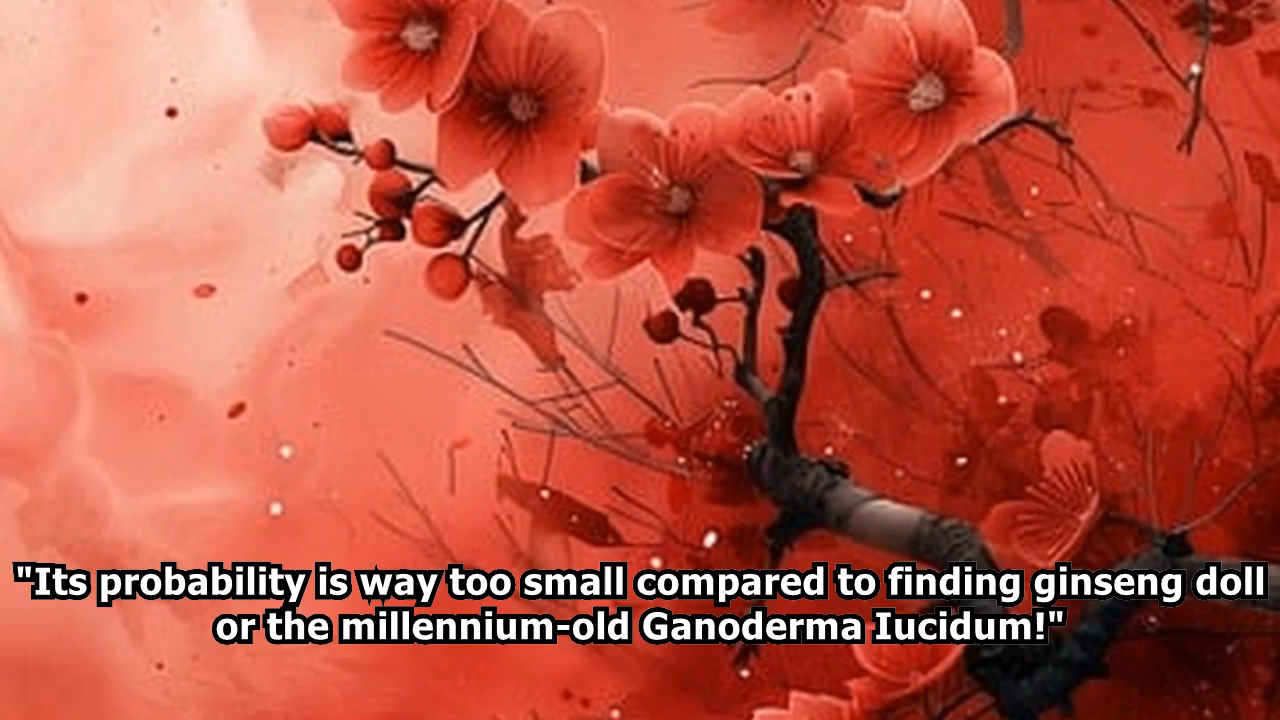 "Its probability is way too small compared to finding ginseng doll
or the millennium-old Ganoderma Iucidum!"